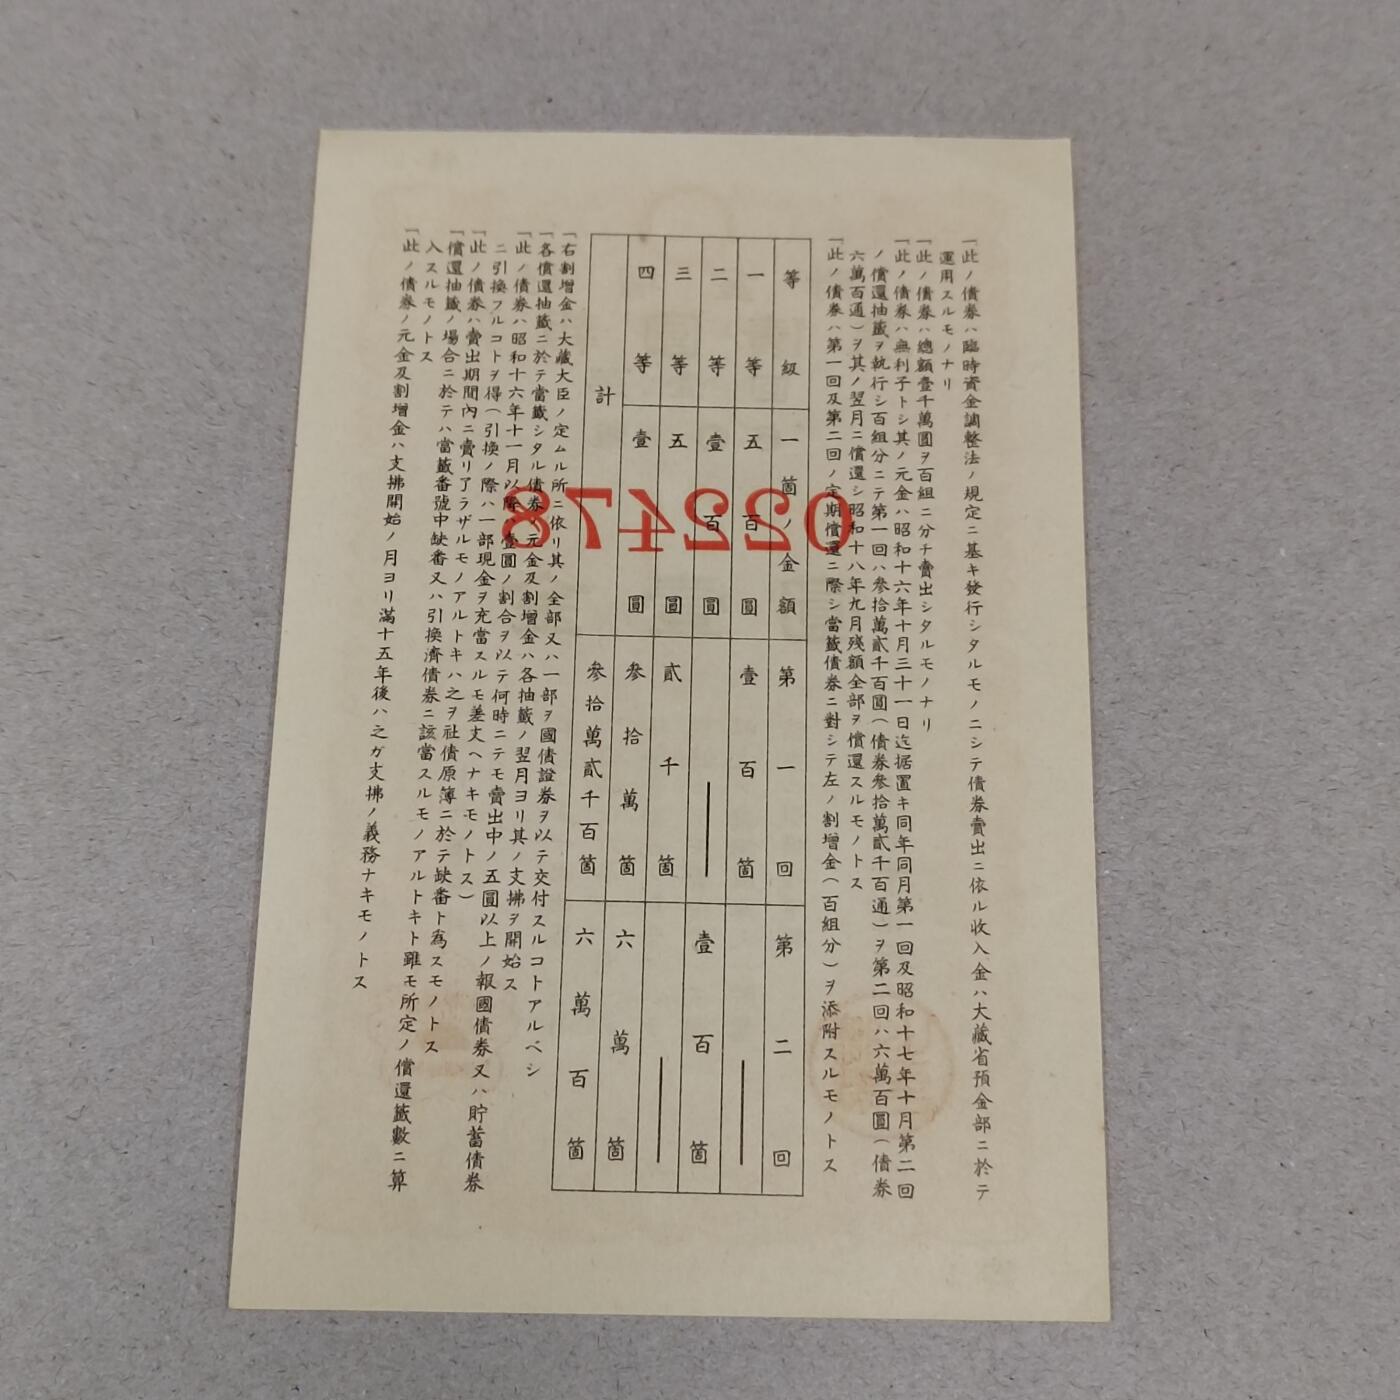 一此ノ債券ハ臨時資金調整法ノ規定ニ基キ發行シタルモノニシテ債券賣出ニ依ル收入金ハ大藏省預金部ニ於テ
運用スルモノナリ
一此ノ債券ハ總額壹千萬圓ヲ百組ニ分チ賣出シタルモノナリ
一此ノ債券ハ無利子トシ其ノ元金ハ昭和十六年十月三十一日迄据置キ同年同月第一回及昭和十七年十月第二回
ノ償還抽籤ヲ執行シ百組分ニテ第一回ハ參拾萬貳千百圓(債券參拾萬貳千百通)ヲ第二回ハ六萬百圓(債券
六萬百通)ヲ其ノ翌月ニ償還シ昭和十八年九月殘額全部ヲ償還スルモノトス
一此ノ債券ハ第一回及第二回ノ定期償還ニ際シ當籤債券ニ對シテ左ノ割增金(百組分)ヲ添附スルモノトス
等級 一箇ノ金額 第一回 第二回
一等 五百圓 壹百箇 ―
二等 壹百圓 ― 壹百箇
三等 五圓 貳千箇 ―
四等 壹圓 參拾萬箇 六萬箇
計 參拾萬貳千百箇 六萬百箇
一右割增金ハ大藏大臣ノ定ムル所ニ依リ其ノ全部又ハ一部ヲ國債證券ヲ以テ交付スルコトアルベシ
一各償還抽籤ニ於テ當籤シタル債券ノ元金及割增金ハ各抽籤ノ翌月ヨリ其ノ支拂ヲ開始ス
一此ノ債券ハ昭和十六年十一月以降ハ壹圓ノ割合ヲ以テ何時ニテモ賣出中ノ五圓以上ノ報國債券又ハ貯蓄債券
ニ引換フルコトヲ得(引換ノ際ハ一部現金ヲ充當スルモ差支ヘナキモノトス)
一此ノ債券ハ賣出期間內ニ賣リ了ラザルモノアルトキハ之ヲ社債原簿ニ於テ缺番ト爲スモノトス
一償還抽籤ノ場合ニ於テハ當籤番號中缺番又ハ引換濟債券ニ該當スルモノアルトキト雖モ所定ノ償還籤數ニ算
入スルモノトス
一此ノ債券ノ元金及割增金ハ支拂開始ノ月ヨリ滿十五年後ハ之ガ支拂ノ義務ナキモノトス
022478